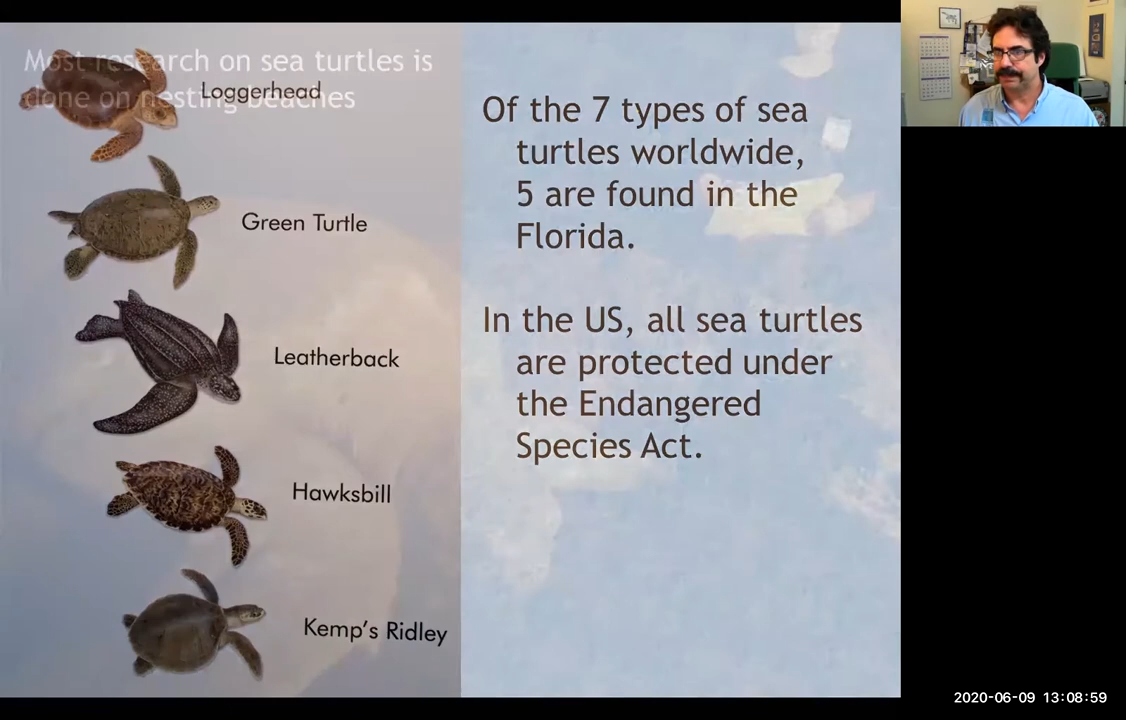 Most research on sea turtles is
done on nesting beaches
Loggerhead
Green Turtle
Leatherback
Hawksbill
Kemp's Ridley
Of the 7 types of sea
turtles worldwide,
5 are found in the
Florida.
In the US, all sea turtles
are protected under
the Endangered
Species Act.
2020-06-09 13:08:59